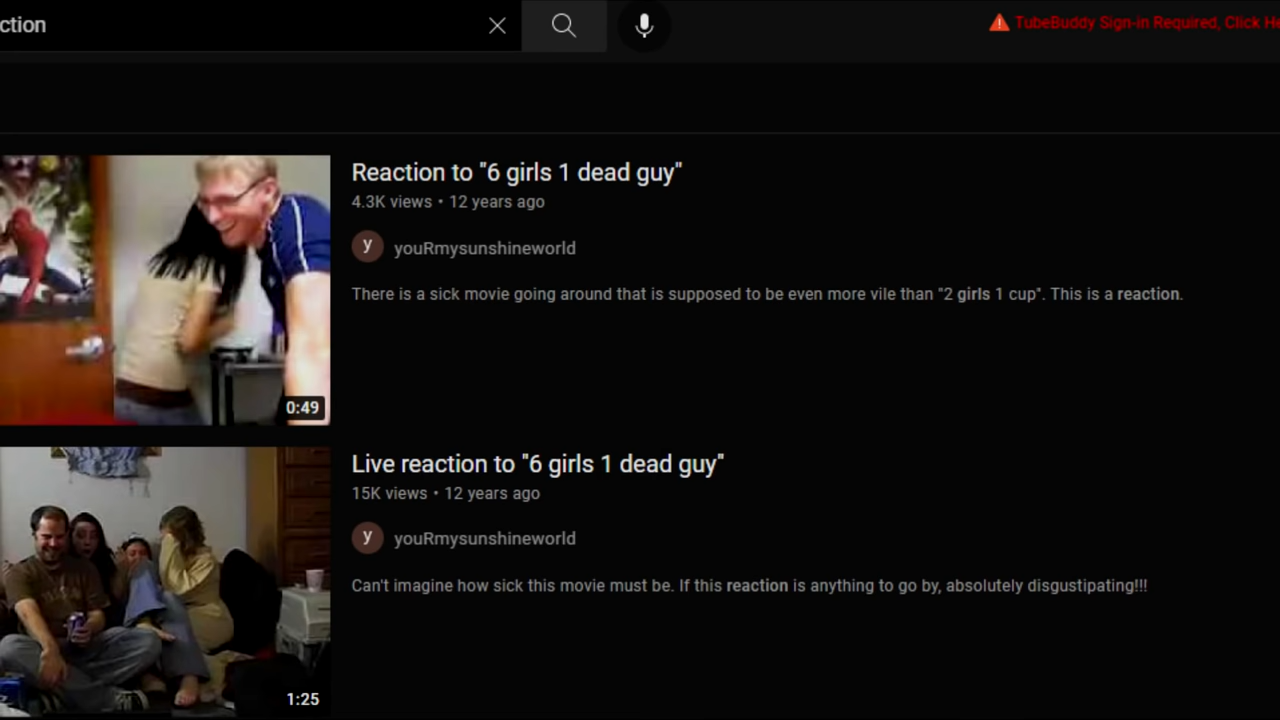 ction
TubeBuddy Sign-in Required, Click He
Reaction to "6 girls 1 dead guy"
4.3K views • 12 years ago
y youRmysunshineworld
There is a sick movie going around that is supposed to be even more vile than "2 girls 1 cup". This is a reaction.
0:49
Live reaction to "6 girls 1 dead guy"
15K views • 12 years ago
y youRmysunshineworld
Can't imagine how sick this movie must be. If this reaction is anything to go by, absolutely disgustipating!!!
1:25